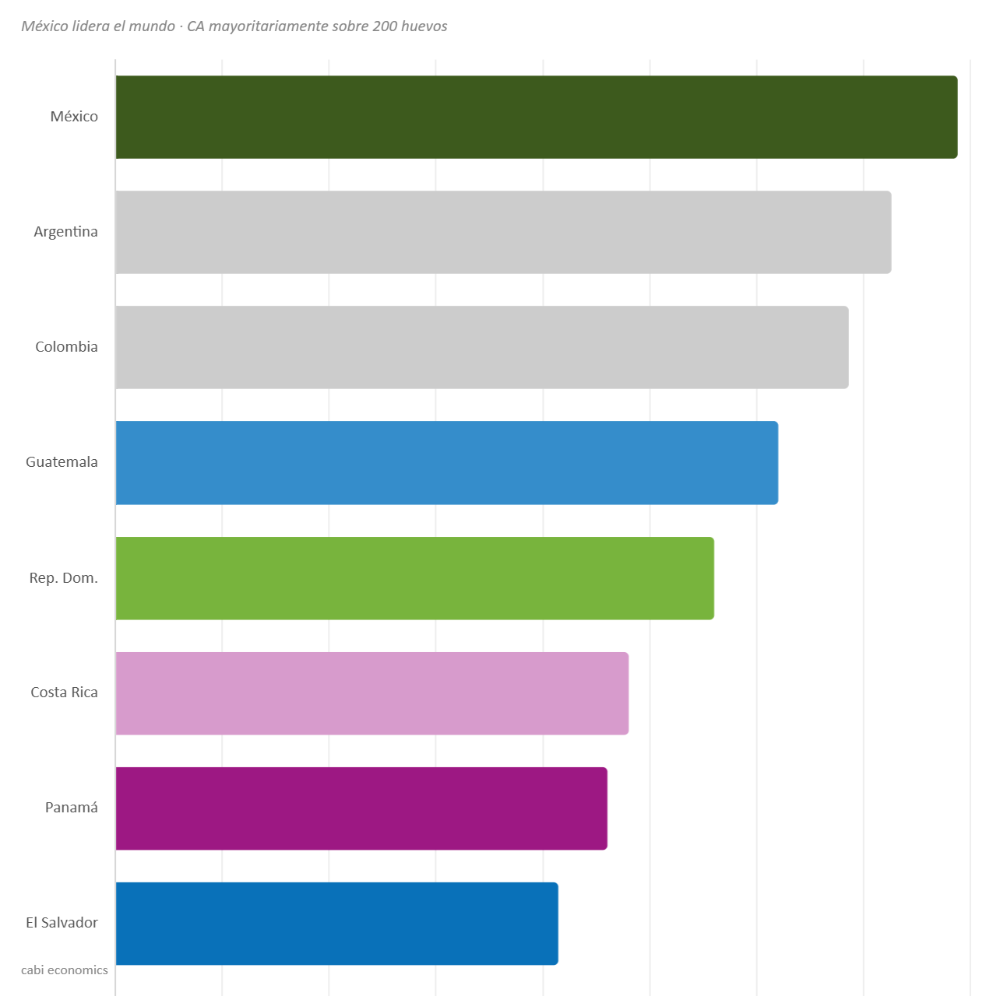 México lidera el mundo · CA mayoritariamente sobre 200 huevos
México
Argentina
Colombia
Guatemala
Rep. Dom.
Costa Rica
Panamá
El Salvador
cabi economics